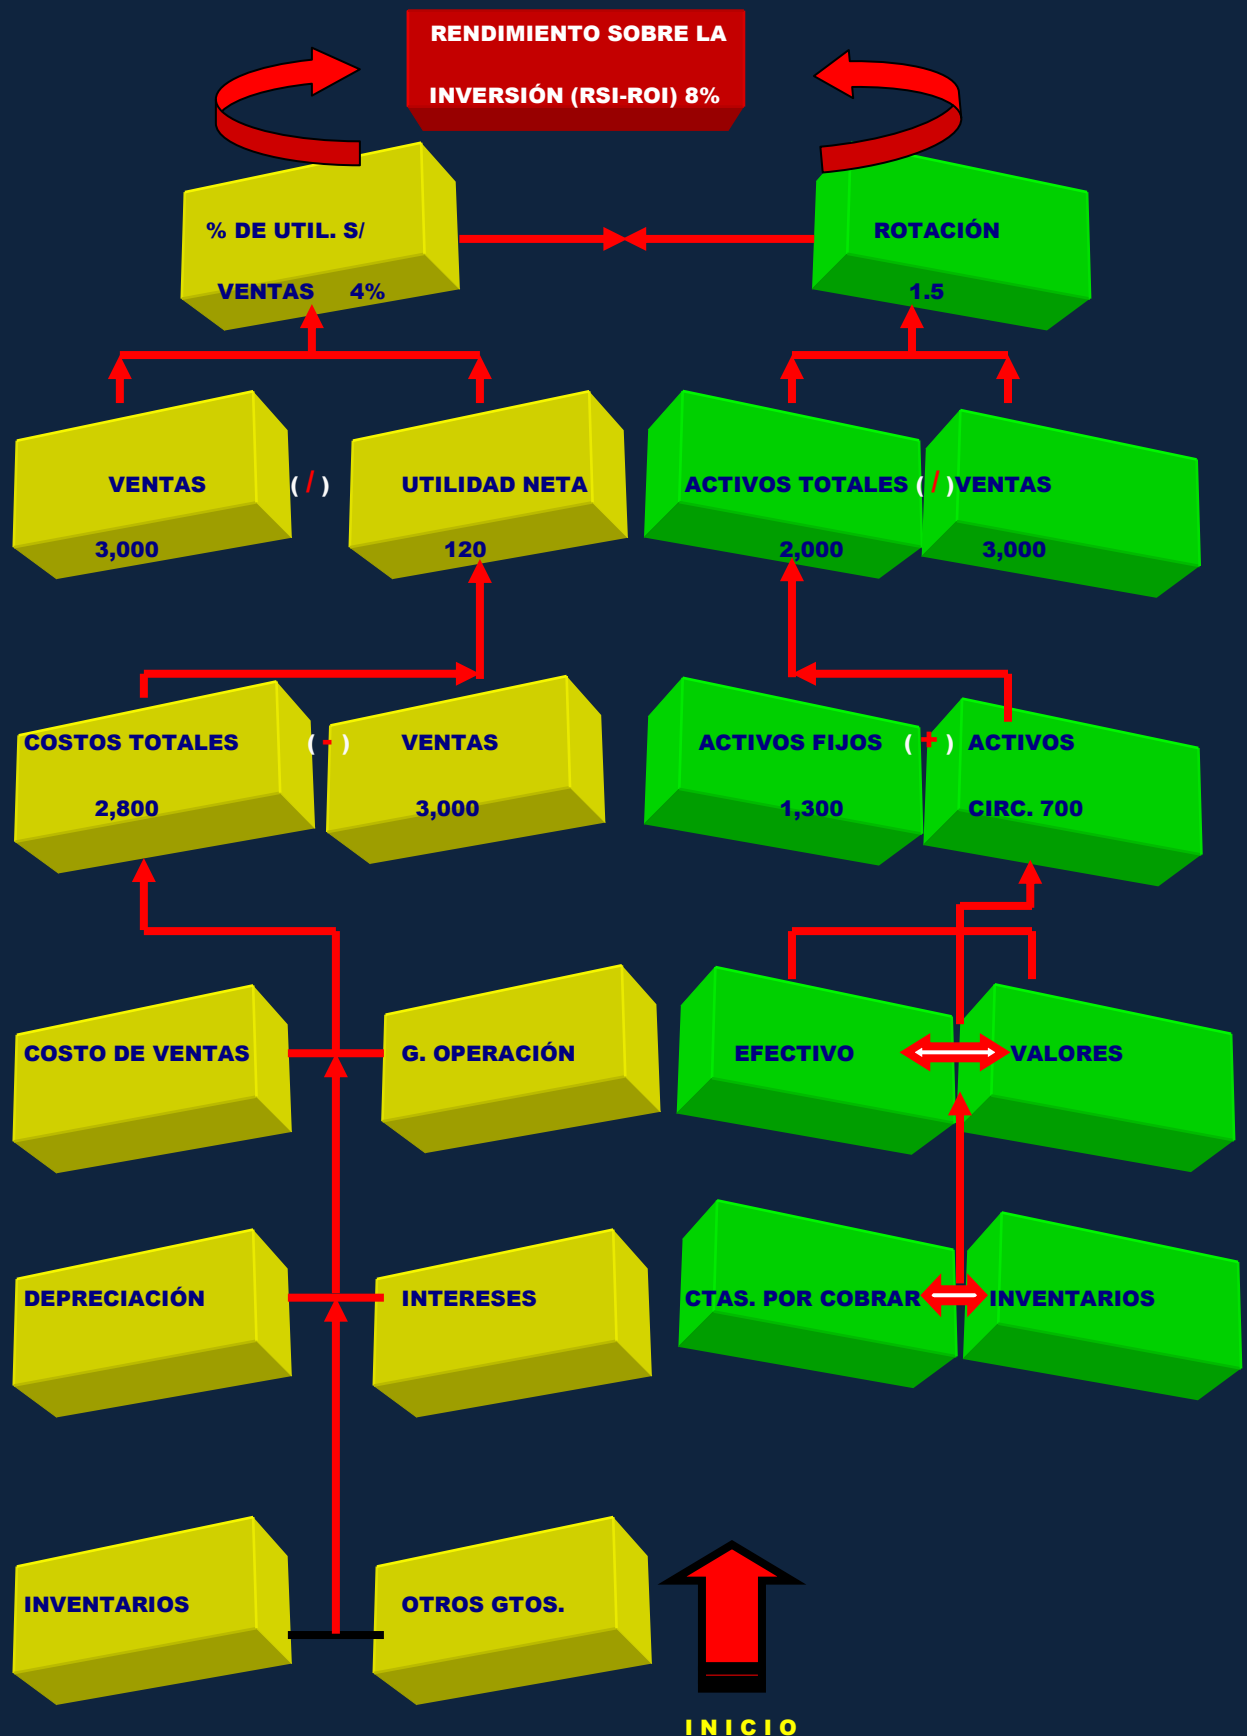 RENDIMIENTO SOBRE LA
INVERSIÓN (RSI-ROI) 8%
% DE UTIL. S/
VENTAS 4%
ROTACIÓN
1.5
VENTAS
3,000
( / )
UTILIDAD NETA
120
ACTIVOS TOTALES
2,000
( / )
VENTAS
3,000
COSTOS TOTALES
2,800
( - )
VENTAS
3,000
ACTIVOS FIJOS
1,300
( + )
ACTIVOS
CIRC. 700
COSTO DE VENTAS
G. OPERACIÓN
EFECTIVO
VALORES
DEPRECIACIÓN
INTERESES
CTAS. POR COBRAR
INVENTARIOS
INVENTARIOS
OTROS GTOS.
INICIO